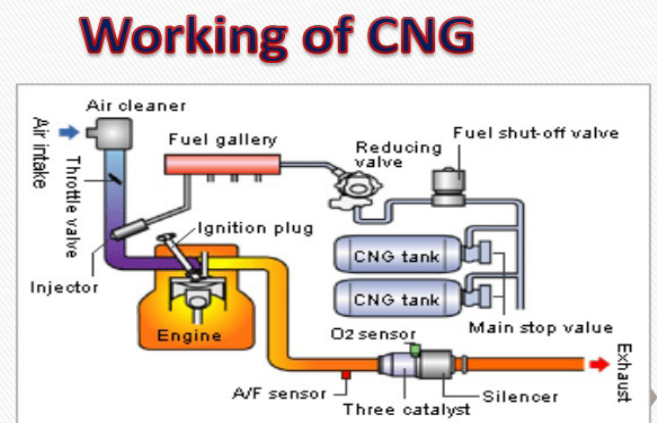 Working of CNG
Air cleaner
Air intake
Throttle valve
Fuel gallery
Reducing
valve
Fuel shut-off valve
Ignition plug
Injector
CNG tank
CNG tank
Engine
O2 sensor
Main stop value
Exhaust
A/F sensor
Three catalyst
Silencer